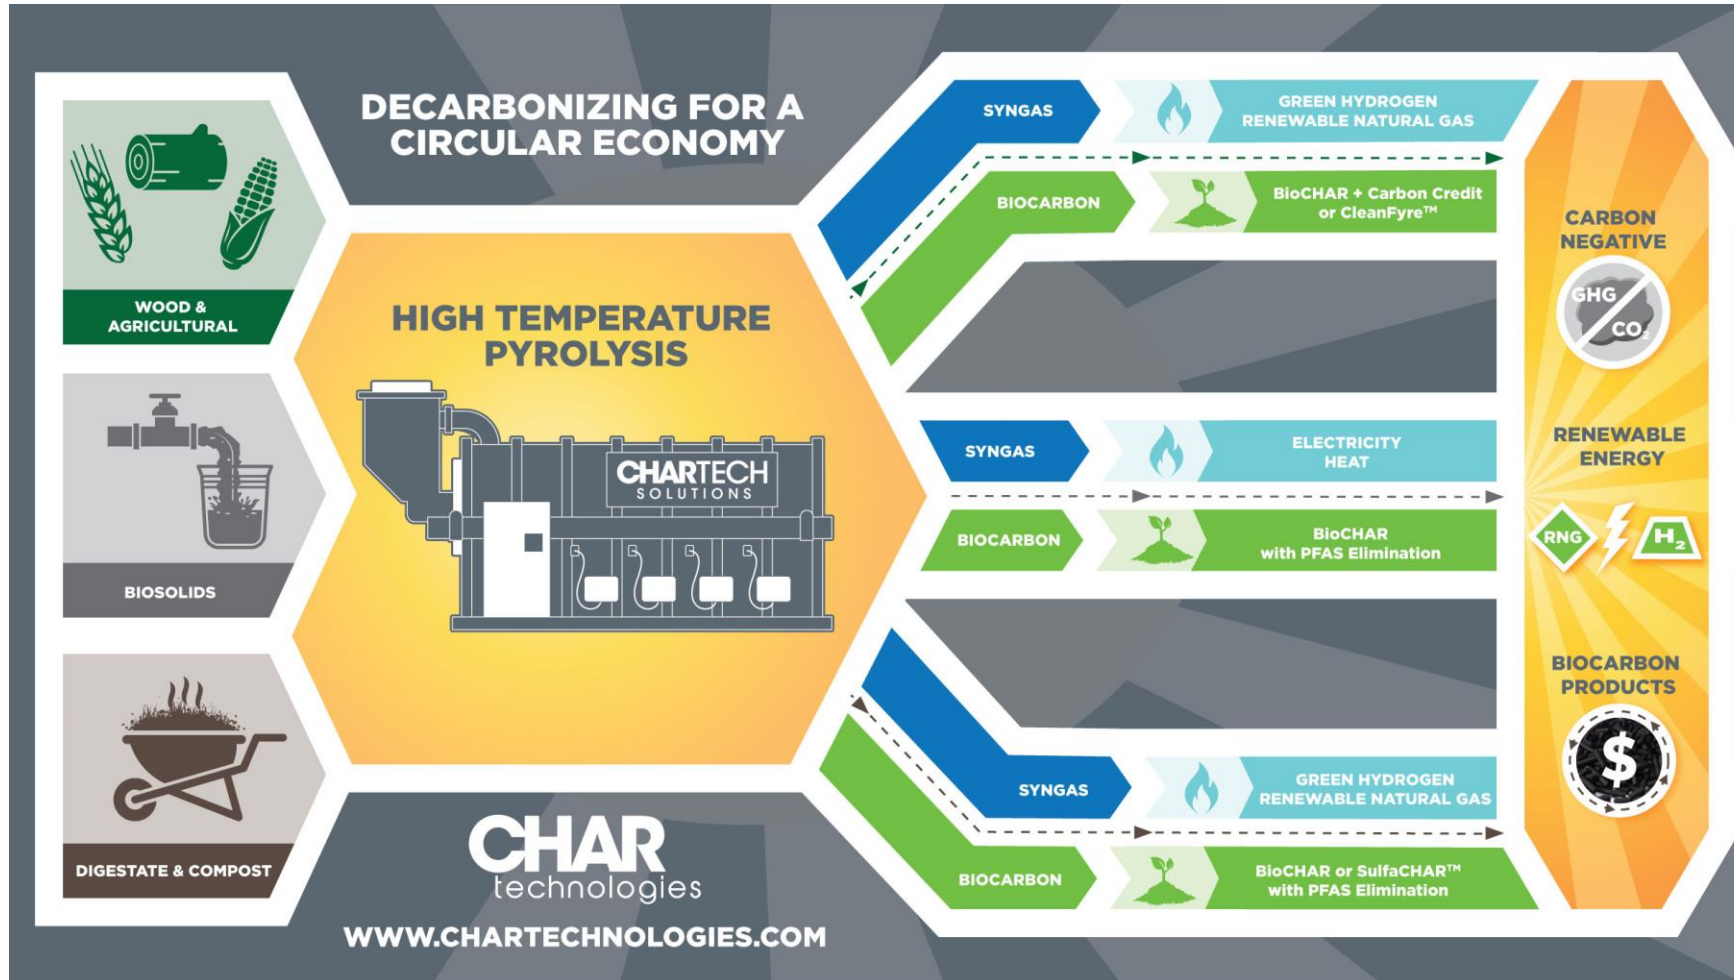 DECARBONIZING FOR A
CIRCULAR ECONOMY
WOOD &
AGRICULTURAL
BIOSOLIDS
DIGESTATE & COMPOST
HIGH TEMPERATURE
PYROLYSIS
CHARTECH
SOLUTIONS
CHAR
technologies
WWW.CHARTECHNOLOGIES.COM
SYNGAS
GREEN HYDROGEN
RENEWABLE NATURAL GAS
BIOCARBON
BioCHAR + Carbon Credit
or CleanFyre™
SYNGAS
ELECTRICITY
HEAT
BIOCARBON
BioCHAR
with PFAS Elimination
SYNGAS
GREEN HYDROGEN
RENEWABLE NATURAL GAS
BIOCARBON
BioCHAR or SulfaCHAR™
with PFAS Elimination
CARBON
NEGATIVE
GHG
CO₂
RENEWABLE
ENERGY
RNG
H₂
BIOCARBON
PRODUCTS
$